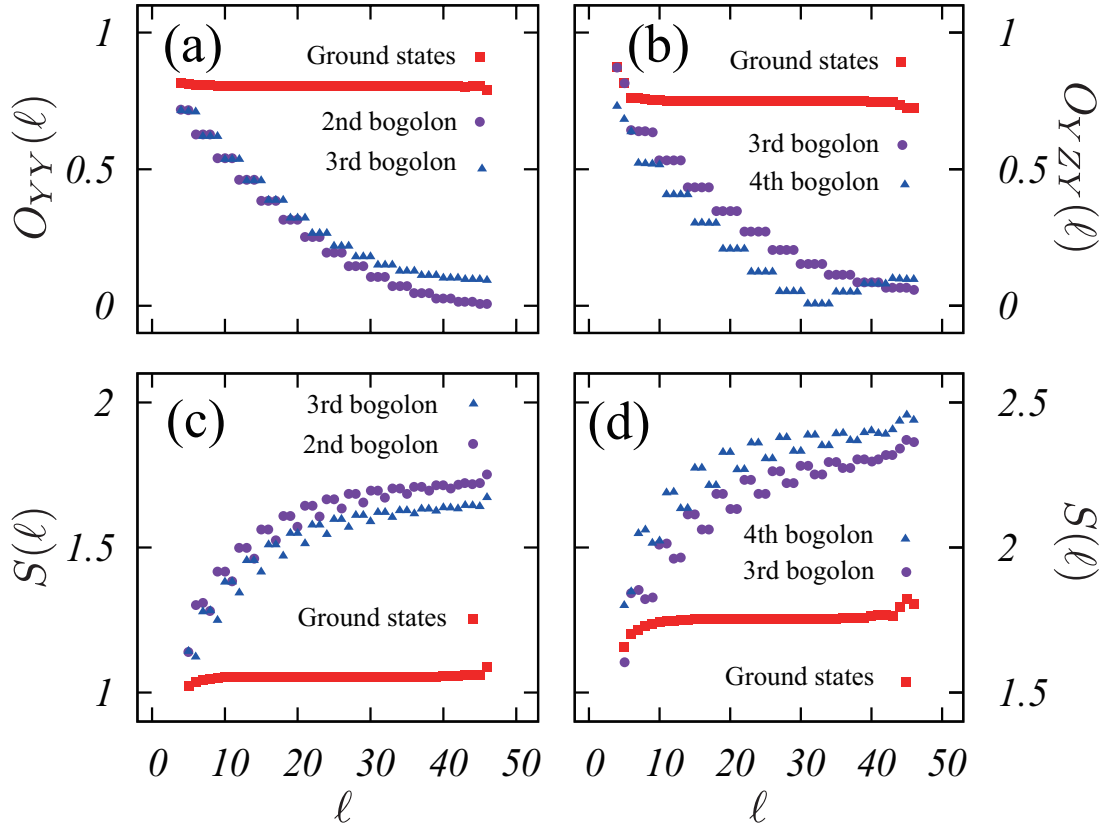 (a)
Ground states
2nd bogolon
3rd bogolon
1
0.5
0
O_{YY}(ℓ)
(b)
Ground states
3rd bogolon
4th bogolon
1
0.5
0
O_{YZY}(ℓ)
(c)
3rd bogolon
2nd bogolon
Ground states
2
1.5
1
S(ℓ)
0 10 20 30 40 50
ℓ
(d)
4th bogolon
3rd bogolon
Ground states
2.5
2
1.5
S(ℓ)
0 10 20 30 40 50
ℓ